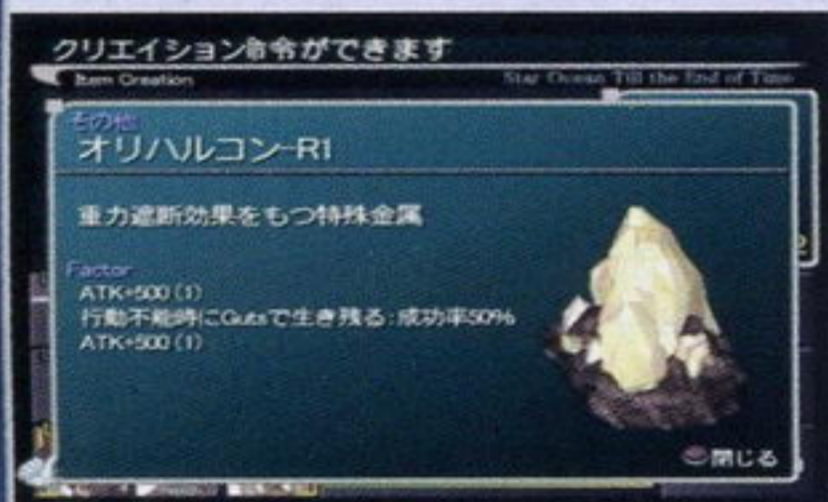 クリエイション命令ができます
Item Creation
Star Ocean Till the End of Time
その他
オリハルコン-R1
重力遮断効果をもつ特殊金属
Factor
ATK+500(1)
行動不能時にGutsで生き残る:成功率50%
ATK+500(1)
閉じる